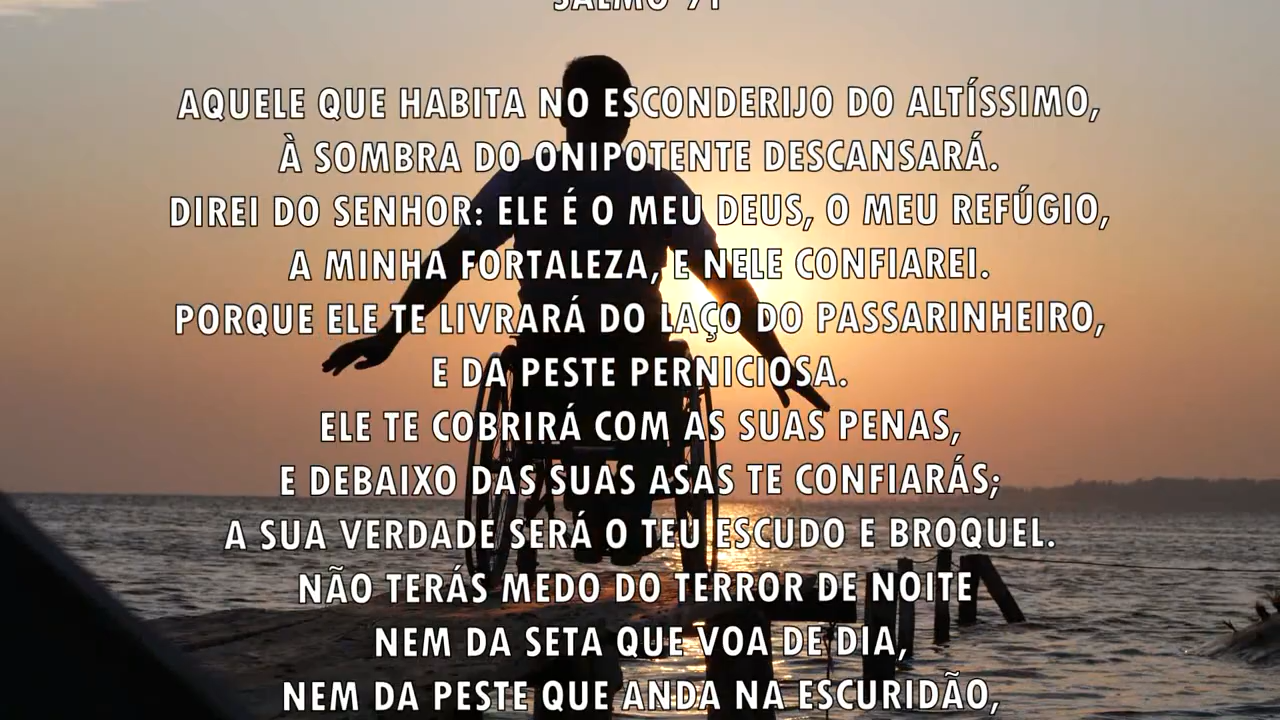 SALMO 91
AQUELE QUE HABITA NO ESCONDERIJO DO ALTÍSSIMO,
À SOMBRA DO ONIPOTENTE DESCANSARÁ.
DIREI DO SENHOR: ELE É O MEU DEUS, O MEU REFÚGIO,
A MINHA FORTALEZA, E NELE CONFIAREI.
PORQUE ELE TE LIVRARÁ DO LAÇO DO PASSARINHEIRO,
E DA PESTE PERNICIOSA.
ELE TE COBRIRÁ COM AS SUAS PENAS,
E DEBAIXO DAS SUAS ASAS TE CONFIARÁS;
A SUA VERDADE SERÁ O TEU ESCUDO E BROQUEL.
NÃO TERÁS MEDO DO TERROR DE NOITE
NEM DA SETA QUE VOA DE DIA,
NEM DA PESTE QUE ANDA NA ESCURIDÃO,